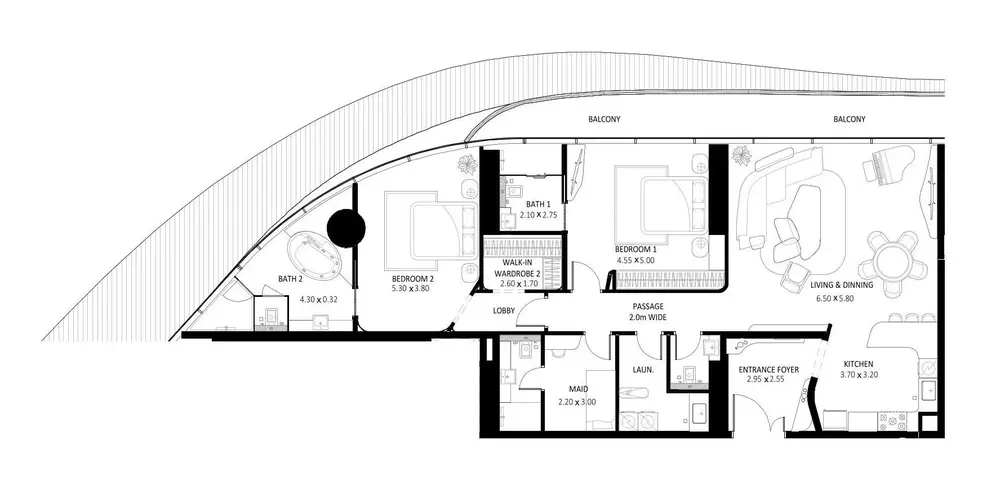 BALCONY
BALCONY
BATH 1
2.10 x 2.75
BEDROOM 1
4.55 x 5.00
WALK-IN
WARDROBE 2
2.60 x 1.70
BATH 2
4.30 x 0.32
BEDROOM 2
5.30 x 3.80
LIVING & DINNING
6.50 x 5.80
LOBBY
PASSAGE
2.0m WIDE
MAID
2.20 x 3.00
LAUN.
ENTRANCE FOYER
2.95 x 2.55
KITCHEN
3.70 x 3.20